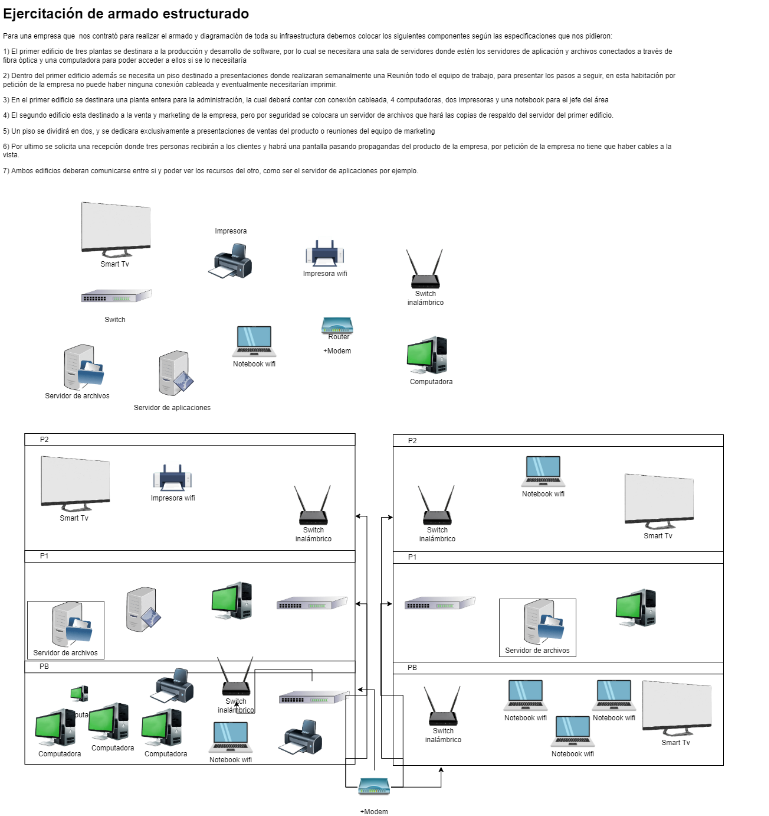 Ejercitación de armado estructurado
Para una empresa que nos contrató para realizar el armado y diagramación de toda su infraestructura debemos colocar los siguientes componentes según las especificaciones que nos pidieron:
1) El primer edificio de tres plantas se destinara a la producción y desarrollo de software, por lo cual se necesitara una sala de servidores donde estén los servidores de aplicación y archivos conectados a través de
fibra óptica y una computadora para poder acceder a ellos si se lo necesitaría
2) Dentro del primer edificio además se necesita un piso destinado a presentaciones donde realizaran semanalmente una Reunión todo el equipo de trabajo, para presentar los pasos a seguir, en esta habitación por
petición de la empresa no puede haber ninguna conexión cableada y eventualmente necesitarían imprimir.
3) En el primer edificio se destinara una planta entera para la administración, la cual deberá contar con conexión cableada, 4 computadoras, dos impresoras y una notebook para el jefe del área
4) El segundo edificio esta destinado a la venta y marketing de la empresa, pero por seguridad se colocara un servidor de archivos que hará las copias de respaldo del servidor del primer edificio.
5) Un piso se dividirá en dos, y se dedicara exclusivamente a presentaciones de ventas del producto o reuniones del equipo de marketing
6) Por ultimo se solicita una recepción donde tres personas recibirán a los clientes y habrá una pantalla pasando propagandas del producto de la empresa, por petición de la empresa no tiene que haber cables a la
vista.
7) Ambos edificios deberan comunicarse entre si y poder ver los recursos del otro, como ser el servidor de aplicaciones por ejemplo.
Impresora
Smart Tv
Impresora wifi
Switch
inalámbrico
Switch
Router
+Modem
Notebook wifi
Computadora
Servidor de archivos
Servidor de aplicaciones
P2
P2
Smart Tv
Impresora wifi
Switch
inalámbrico
Notebook wifi
Switch
inalámbrico
Smart Tv
P1
P1
Servidor de archivos
Servidor de archivos
PB
PB
Switch
inalámbrico
Computadora
Computadora
Computadora
Notebook wifi
Switch
inalámbrico
Notebook wifi
Notebook wifi
Notebook wifi
Smart Tv
+Modem